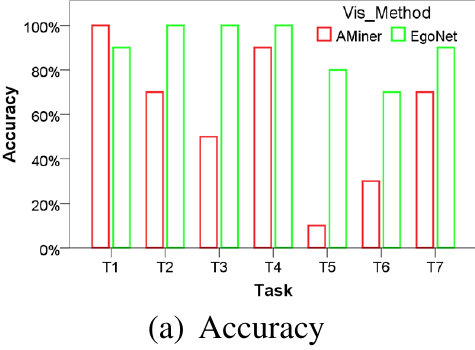 Vis_Method
AMiner EgoNet
100%
80%
60%
40%
20%
0%
Accuracy
T1 T2 T3 T4 T5 T6 T7
Task
(a) Accuracy